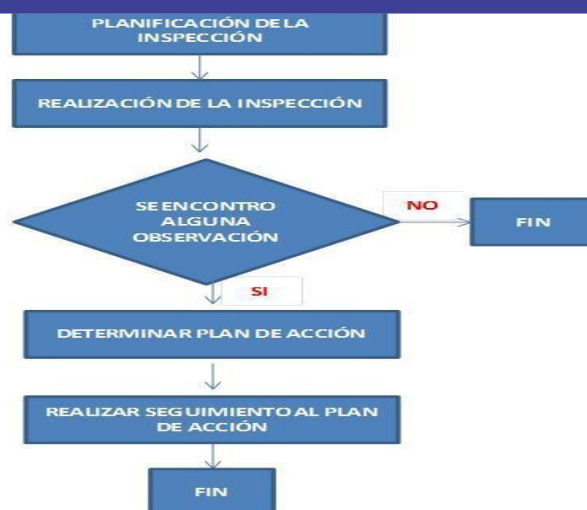 PLANIFICACIÓN DE LA
INSPECCIÓN
REALIZACIÓN DE LA INSPECCIÓN
SE ENCONTRO
ALGUNA
OBSERVACIÓN
NO
FIN
SI
DETERMINAR PLAN DE ACCIÓN
REALIZAR SEGUIMIENTO AL PLAN
DE ACCIÓN
FIN